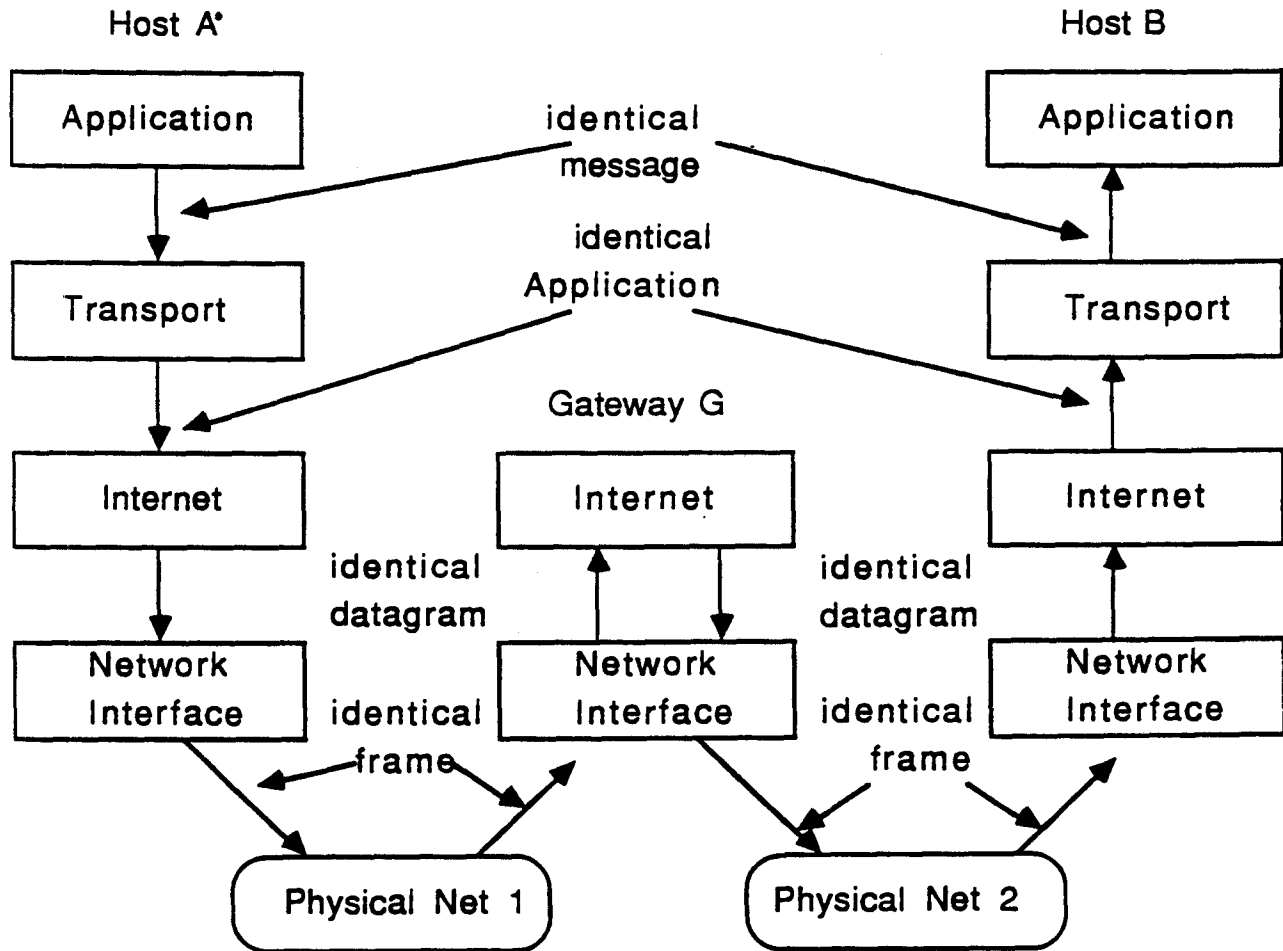 Host A*
Host B
Application
identical
message
Application
Transport
identical
Application
Transport
Gateway G
Internet
Internet
Internet
identical
datagram
identical
datagram
Network
Interface
Network
Interface
Network
Interface
identical
frame
identical
frame
Physical Net 1
Physical Net 2